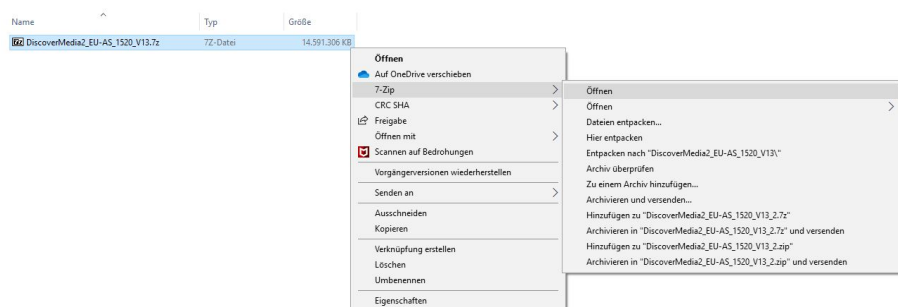 Name Typ Größe
DiscoverMedia2_EU-AS_1520_V13.7z 7Z-Datei 14.591.306 KB
Öffnen
Auf OneDrive verschieben
7-Zip
CRC SHA
Freigabe
Öffnen mit
Scannen auf Bedrohungen
Vorgängerversionen wiederherstellen
Senden an
Ausschneiden
Kopieren
Verknüpfung erstellen
Löschen
Umbenennen
Eigenschaften
Öffnen
Öffnen
Dateien entpacken...
Hier entpacken
Entpacken nach "DiscoverMedia2_EU-AS_1520_V13\"
Archiv überprüfen
Zu einem Archiv hinzufügen...
Archivieren und versenden...
Hinzufügen zu "DiscoverMedia2_EU-AS_1520_V13_2.7z"
Archivieren in "DiscoverMedia2_EU-AS_1520_V13_2.7z" und versenden
Hinzufügen zu "DiscoverMedia2_EU-AS_1520_V13_2.zip"
Archivieren in "DiscoverMedia2_EU-AS_1520_V13_2.zip" und versenden